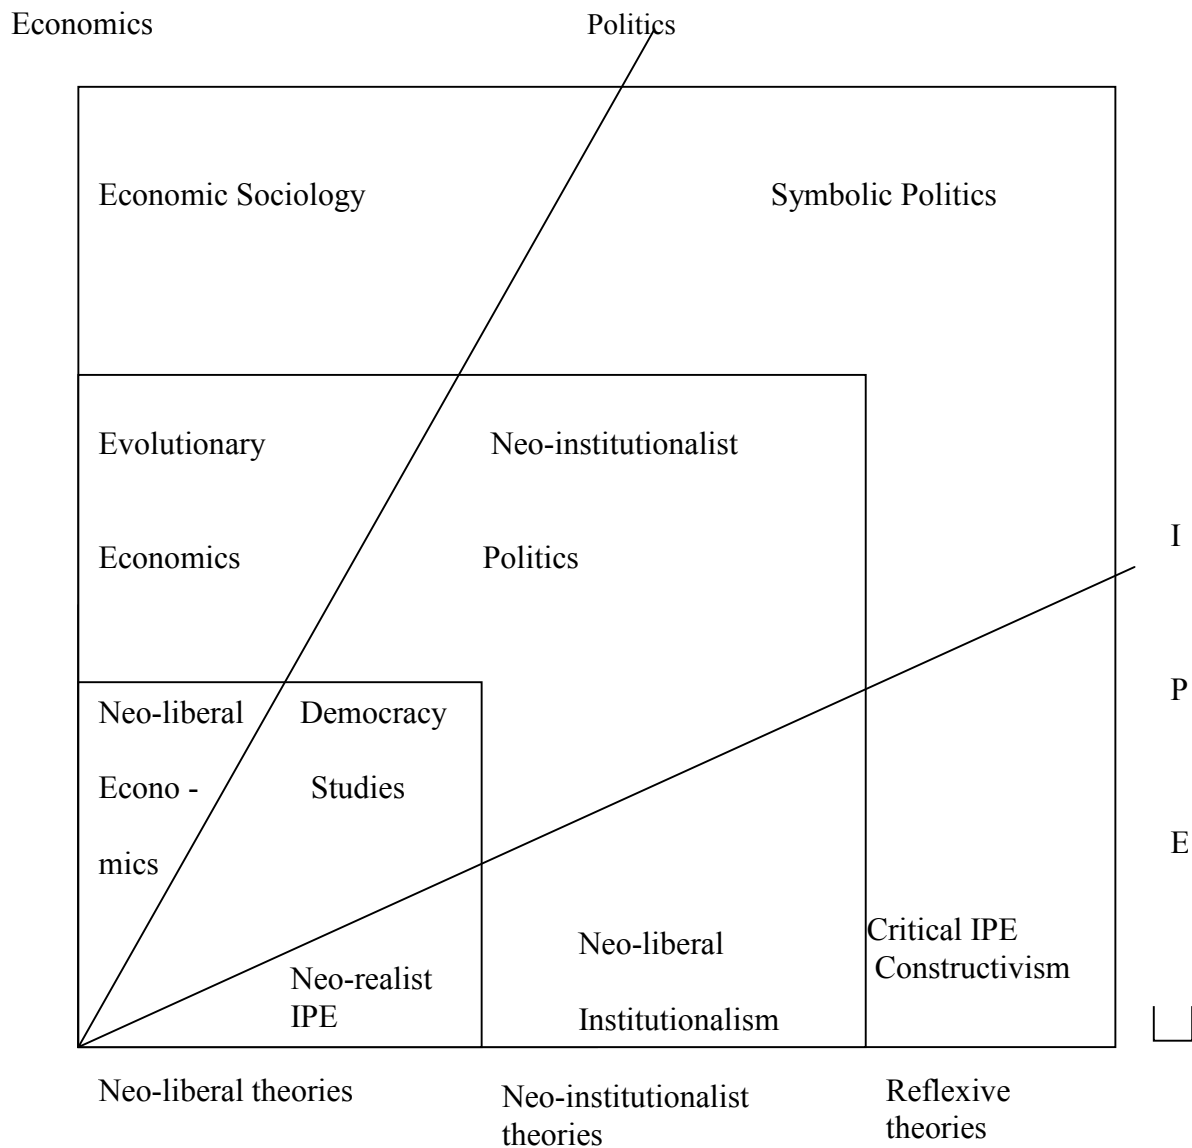 Economics Politics
Economic Sociology Symbolic Politics
Evolutionary Neo-institutionalist
Economics Politics
I
P
E
Neo-liberal Democracy
Econo - Studies
mics
Neo-realist
IPE
Neo-liberal
Institutionalism
Critical IPE
Constructivism
Neo-liberal theories
Neo-institutionalist
theories
Reflexive
theories